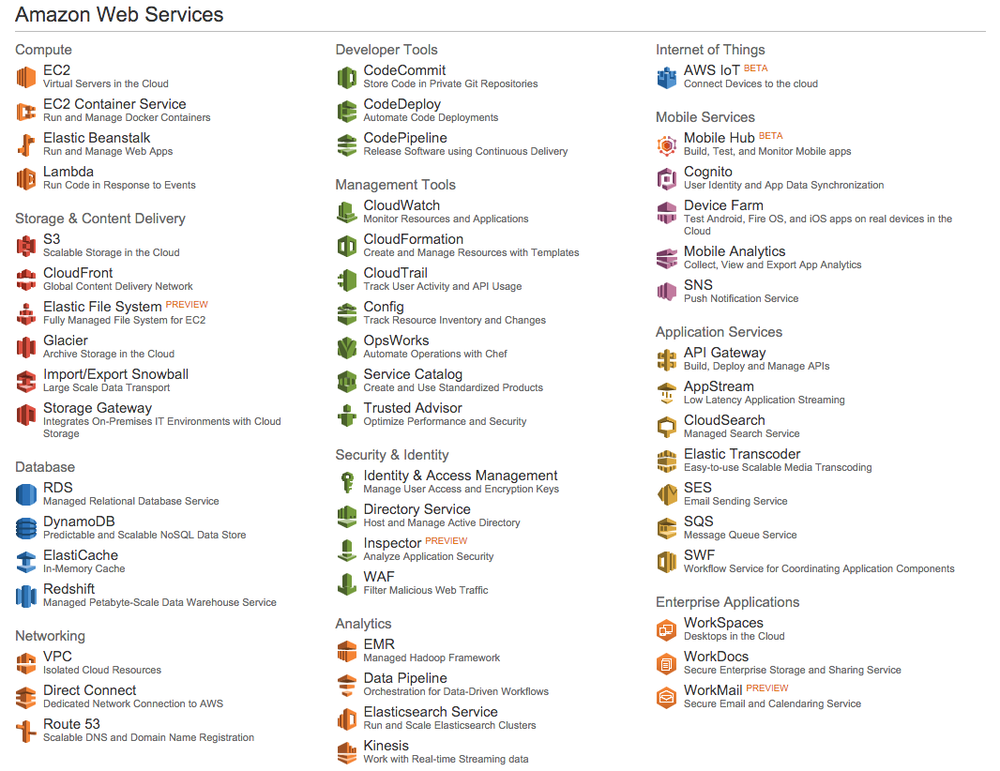 Amazon Web Services
Compute
EC2
Virtual Servers in the Cloud
EC2 Container Service
Run and Manage Docker Containers
Elastic Beanstalk
Run and Manage Web Apps
Lambda
Run Code in Response to Events
Storage & Content Delivery
S3
Scalable Storage in the Cloud
CloudFront
Global Content Delivery Network
Elastic File System PREVIEW
Fully Managed File System for EC2
Glacier
Archive Storage in the Cloud
Import/Export Snowball
Large Scale Data Transport
Storage Gateway
Integrates On-Premises IT Environments with Cloud
Storage
Database
RDS
Managed Relational Database Service
DynamoDB
Predictable and Scalable NoSQL Data Store
ElastiCache
In-Memory Cache
Redshift
Managed Petabyte-Scale Data Warehouse Service
Networking
VPC
Isolated Cloud Resources
Direct Connect
Dedicated Network Connection to AWS
Route 53
Scalable DNS and Domain Name Registration
Developer Tools
CodeCommit
Store Code in Private Git Repositories
CodeDeploy
Automate Code Deployments
CodePipeline
Release Software using Continuous Delivery
Management Tools
CloudWatch
Monitor Resources and Applications
CloudFormation
Create and Manage Resources with Templates
CloudTrail
Track User Activity and API Usage
Config
Track Resource Inventory and Changes
OpsWorks
Automate Operations with Chef
Service Catalog
Create and Use Standardized Products
Trusted Advisor
Optimize Performance and Security
Security & Identity
Identity & Access Management
Manage User Access and Encryption Keys
Directory Service
Host and Manage Active Directory
Inspector PREVIEW
Analyze Application Security
WAF
Filter Malicious Web Traffic
Analytics
EMR
Managed Hadoop Framework
Data Pipeline
Orchestration for Data-Driven Workflows
Elasticsearch Service
Run and Scale Elasticsearch Clusters
Kinesis
Work with Real-time Streaming data
Internet of Things
AWS IoT BETA
Connect Devices to the cloud
Mobile Services
Mobile Hub BETA
Build, Test, and Monitor Mobile apps
Cognito
User Identity and App Data Synchronization
Device Farm
Test Android, Fire OS, and iOS apps on real devices in the
Cloud
Mobile Analytics
Collect, View and Export App Analytics
SNS
Push Notification Service
Application Services
API Gateway
Build, Deploy and Manage APIs
AppStream
Low Latency Application Streaming
CloudSearch
Managed Search Service
Elastic Transcoder
Easy-to-use Scalable Media Transcoding
SES
Email Sending Service
SQS
Message Queue Service
SWF
Workflow Service for Coordinating Application Components
Enterprise Applications
WorkSpaces
Desktops in the Cloud
WorkDocs
Secure Enterprise Storage and Sharing Service
WorkMail PREVIEW
Secure Email and Calendaring Service